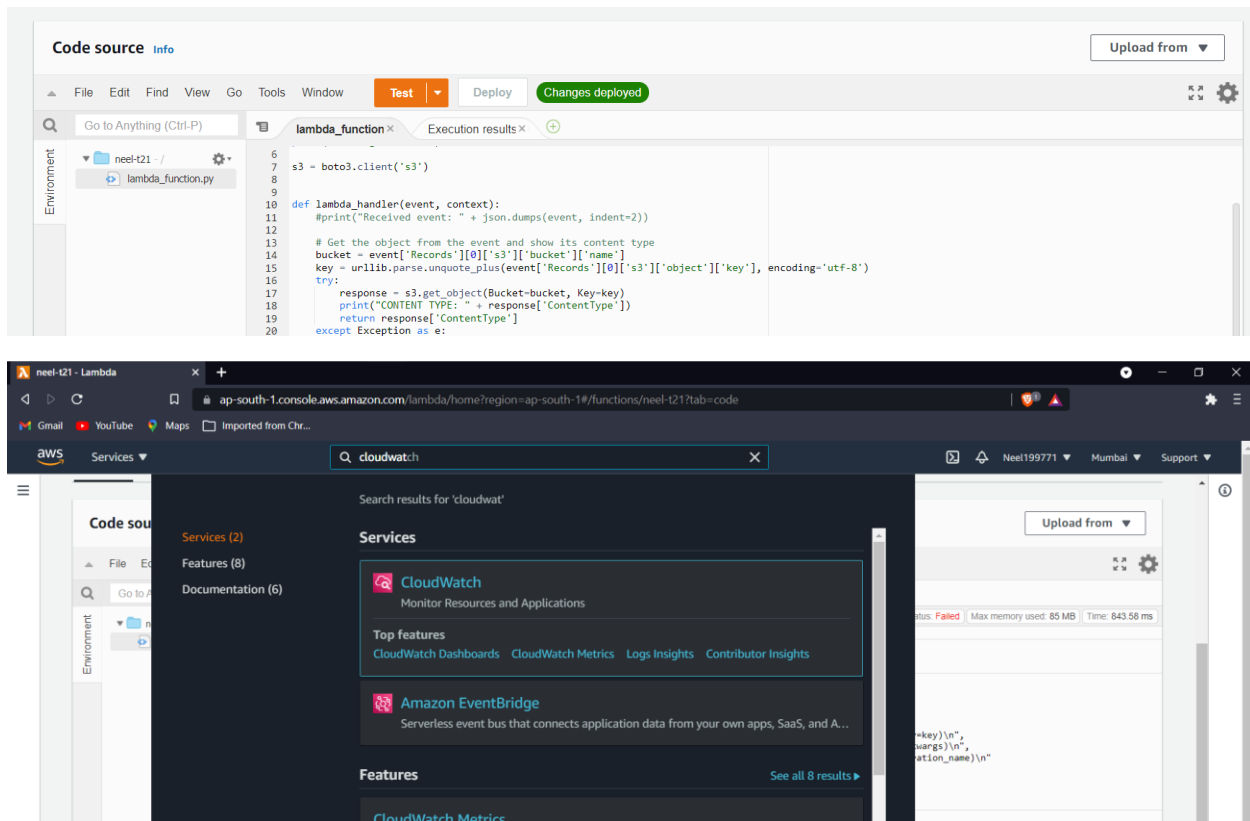 Code source Info
Upload from ▼
File Edit Find View Go Tools Window Test Deploy Changes deployed
Go to Anything (Ctrl-P)
lambda_function × Execution results ×
Environment
neel-t21 - /
lambda_function.py
6
7 s3 = boto3.client('s3')
8
9
10 def lambda_handler(event, context):
11 #print("Received event: " + json.dumps(event, indent=2))
12
13 # Get the object from the event and show its content type
14 bucket = event['Records'][0]['s3']['bucket']['name']
15 key = urllib.parse.unquote_plus(event['Records'][0]['s3']['object']['key'], encoding='utf-8')
16 try:
17 response = s3.get_object(Bucket=bucket, Key=key)
18 print("CONTENT TYPE: " + response['ContentType'])
19 return response['ContentType']
20 except Exception as e:
neel-t21 - Lambda
ap-south-1.console.aws.amazon.com/lambda/home?region=ap-south-1#/functions/neel-t21?tab=code
Gmail YouTube Maps Imported from Chr...
aws Services ▼ cloudwatch Neel199771 ▼ Mumbai ▼ Support ▼
Search results for 'cloudwat'
Code sou
Upload from ▼
Services (2)
Features (8)
Documentation (6)
Services
CloudWatch
Monitor Resources and Applications
Top features
CloudWatch Dashboards CloudWatch Metrics Logs Insights Contributor Insights
Amazon EventBridge
Serverless event bus that connects application data from your own apps, SaaS, and A...
Features
See all 8 results
CloudWatch Metrics
File Ed
Go to A
Environment
n
atus: Failed Max memory used: 85 MB Time: 843.58 ms
=key)\n",
wargs)\n",
ation_name)\n"